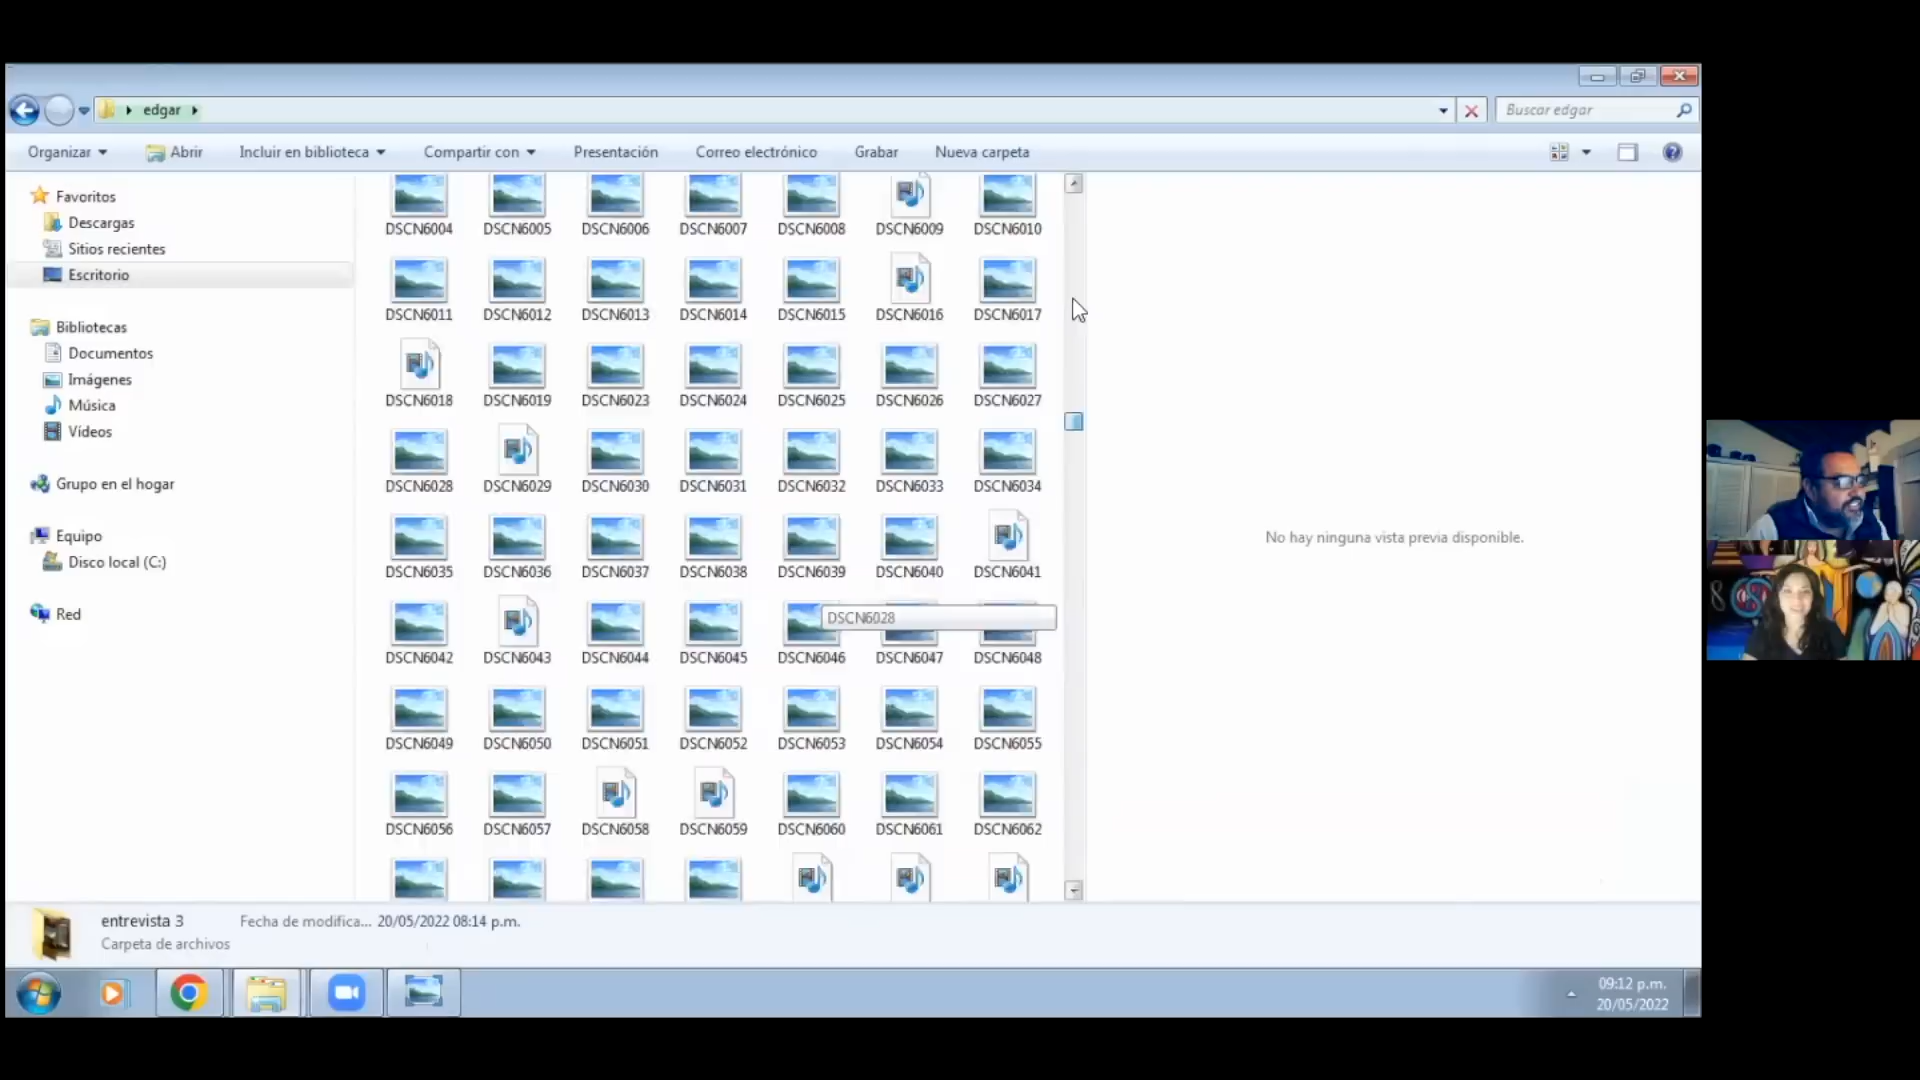 edgar
Buscar edgar
Organizar
Abrir
Incluir en biblioteca
Compartir con
Presentación
Correo electrónico
Grabar
Nueva carpeta
Favoritos
Descargas
Sitios recientes
Escritorio
Bibliotecas
Documentos
Imágenes
Música
Vídeos
Grupo en el hogar
Equipo
Disco local (C:)
Red
DSCN6004 DSCN6005 DSCN6006 DSCN6007 DSCN6008 DSCN6009 DSCN6010
DSCN6011 DSCN6012 DSCN6013 DSCN6014 DSCN6015 DSCN6016 DSCN6017
DSCN6018 DSCN6019 DSCN6023 DSCN6024 DSCN6025 DSCN6026 DSCN6027
DSCN6028 DSCN6029 DSCN6030 DSCN6031 DSCN6032 DSCN6033 DSCN6034
DSCN6035 DSCN6036 DSCN6037 DSCN6038 DSCN6039 DSCN6040 DSCN6041
DSCN6028
DSCN6042 DSCN6043 DSCN6044 DSCN6045 DSCN6046 DSCN6047 DSCN6048
DSCN6049 DSCN6050 DSCN6051 DSCN6052 DSCN6053 DSCN6054 DSCN6055
DSCN6056 DSCN6057 DSCN6058 DSCN6059 DSCN6060 DSCN6061 DSCN6062
No hay ninguna vista previa disponible.
entrevista 3 Fecha de modifica... 20/05/2022 08:14 p.m.
Carpeta de archivos
09:12 p.m.
20/05/2022